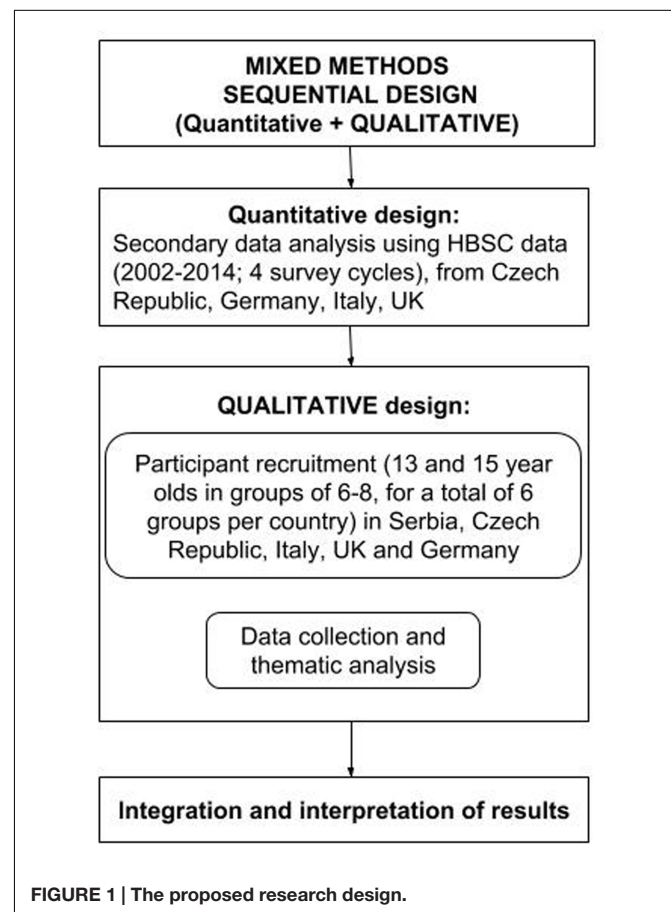 MIXED METHODS
SEQUENTIAL DESIGN
(Quantitative + QUALITATIVE)
Quantitative design:
Secondary data analysis using HBSC data
(2002-2014; 4 survey cycles), from Czech
Republic, Germany, Italy, UK
QUALITATIVE design:
Participant recruitment (13 and 15 year
olds in groups of 6-8, for a total of 6
groups per country) in Serbia, Czech
Republic, Italy, UK and Germany
Data collection and
thematic analysis
Integration and interpretation of results
FIGURE 1 | The proposed research design.